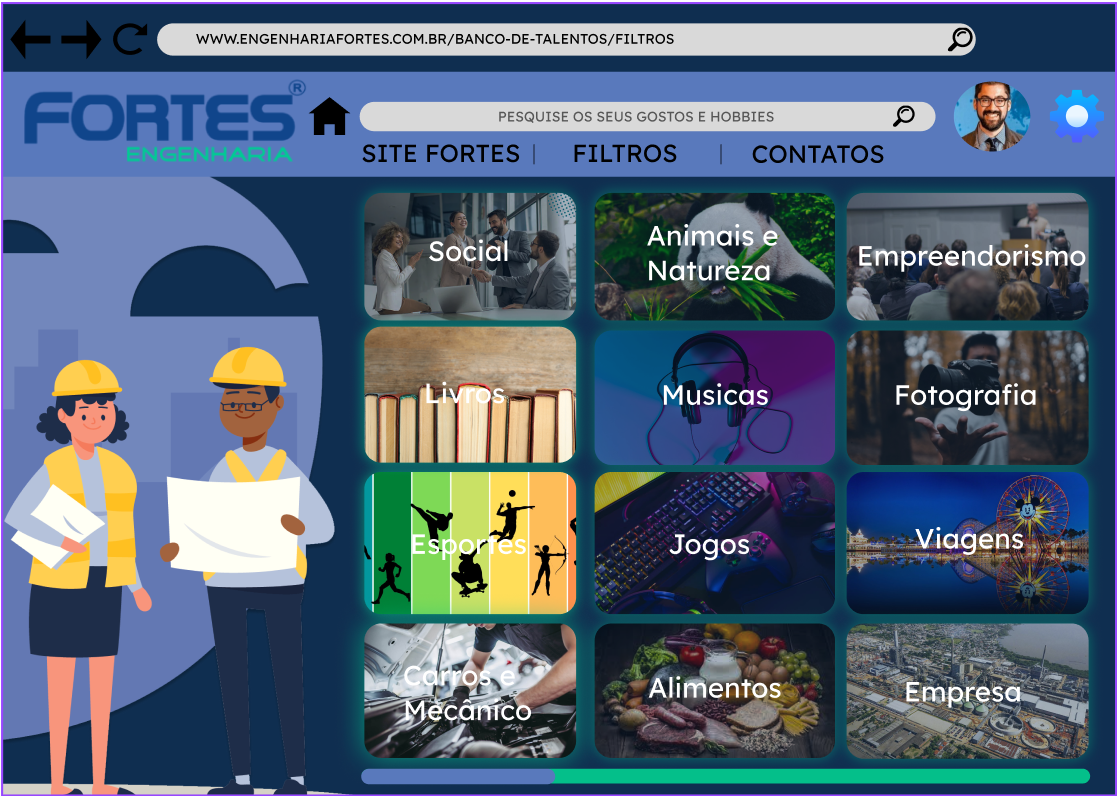 WWW.ENGENHARIAFORTES.COM.BR/BANCO-DE-TALENTOS/FILTROS
FORTES®
ENGENHARIA
PESQUISE OS SEUS GOSTOS E HOBBIES
SITE FORTES | FILTROS | CONTATOS
Social
Animais e
Natureza
Empreendorismo
Livros
Musicas
Fotografia
Esportes
Jogos
Viagens
Carros e
Mecânico
Alimentos
Empresa